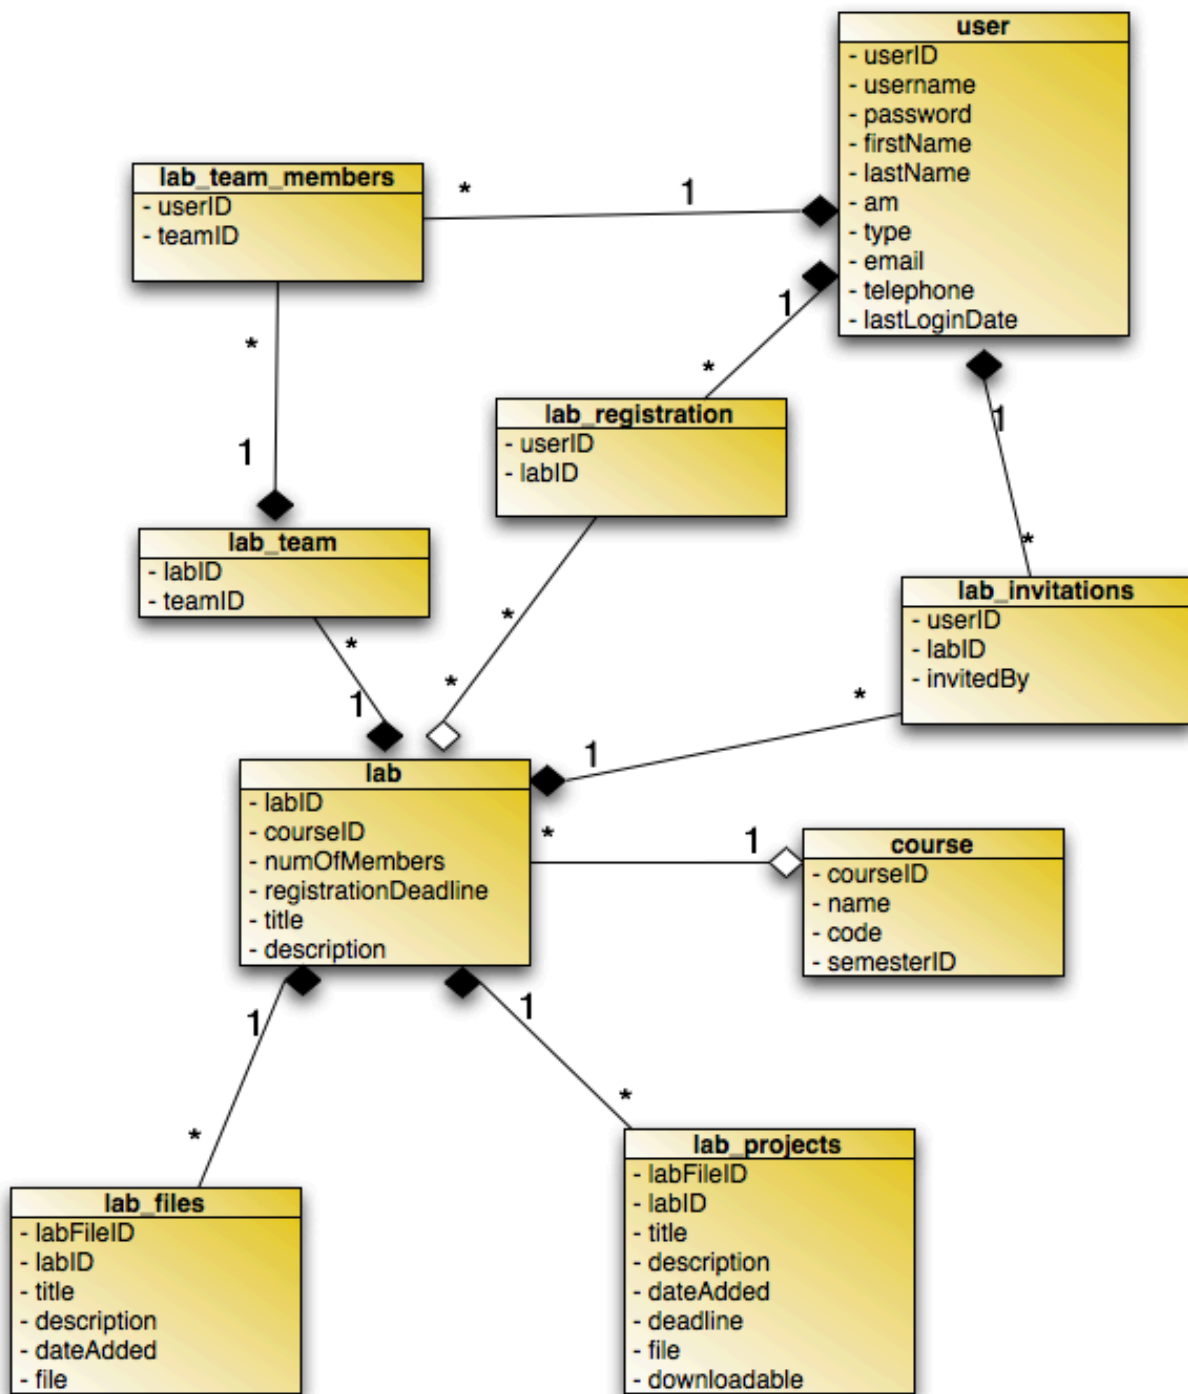 user
- userID
- username
- password
- firstName
- lastName
- am
- type
- email
- telephone
- lastLoginDate
lab_team_members
- userID
- teamID
* 1
1
*
*
1
lab_registration
- userID
- labID
1
*
lab_team
- labID
- teamID
lab_invitations
- userID
- labID
- invitedBy
*
1
*
*
1 *
lab
- labID
- courseID
- numOfMembers
- registrationDeadline
- title
- description
* 1
course
- courseID
- name
- code
- semesterID
1
*
1
*
lab_files
- labFileID
- labID
- title
- description
- dateAdded
- file
lab_projects
- labFileID
- labID
- title
- description
- dateAdded
- deadline
- file
- downloadable